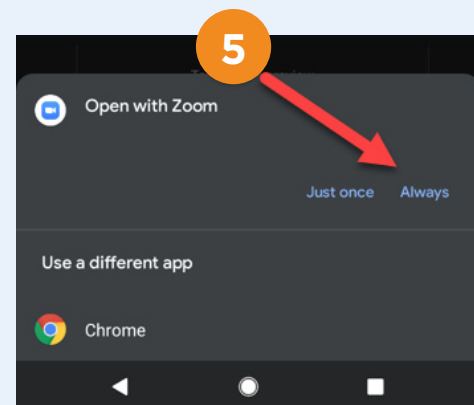 5
Open with Zoom
Just once Always
Use a different app
Chrome